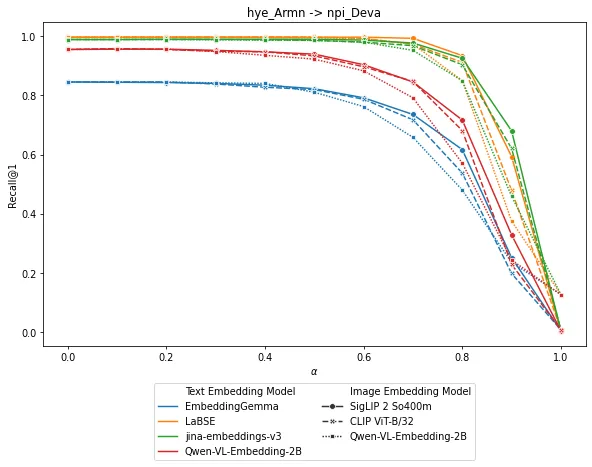 hye_Armn -> npi_Deva
1.0
0.8
0.6
0.4
0.2
0.0
Recall@1
0.0
0.2
0.4
0.6
0.8
1.0
α
Text Embedding Model
EmbeddingGemma
LaBSE
jina-embeddings-v3
Qwen-VL-Embedding-2B
Image Embedding Model
SigLIP 2 So400m
CLIP ViT-B/32
Qwen-VL-Embedding-2B